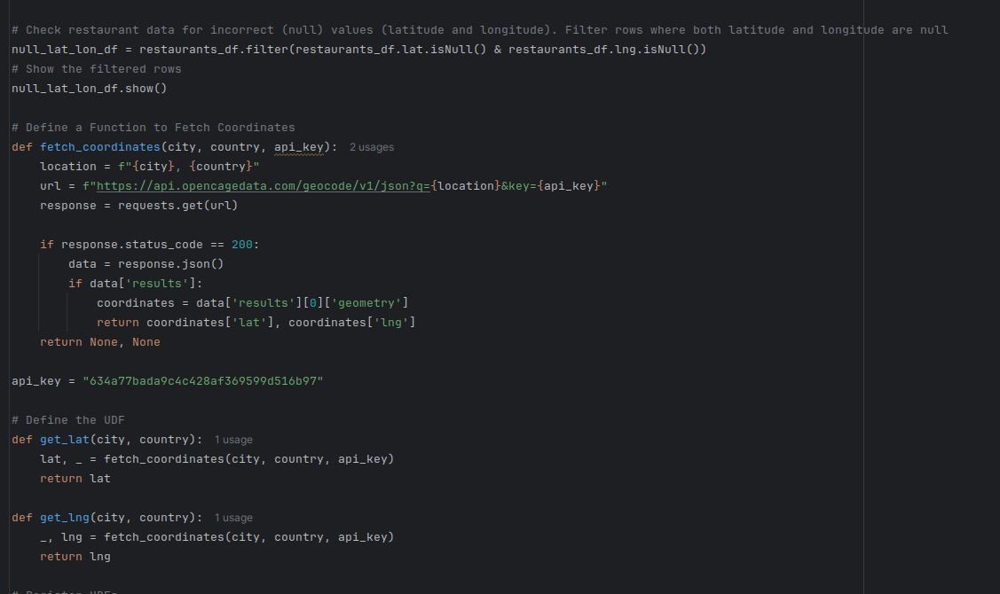 # Check restaurant data for incorrect (null) values (latitude and longitude). Filter rows where both latitude and longitude are null
null_lat_lon_df = restaurants_df.filter(restaurants_df.lat.isNull() & restaurants_df.lng.isNull())
# Show the filtered rows
null_lat_lon_df.show()
# Define a Function to Fetch Coordinates
def fetch_coordinates(city, country, api_key): 2 usages
    location = f"{city}, {country}"
    url = f"https://api.opencagedata.com/geocode/v1/json?q={location}&key={api_key}"
    response = requests.get(url)
    if response.status_code == 200:
        data = response.json()
        if data['results']:
            coordinates = data['results'][0]['geometry']
            return coordinates['lat'], coordinates['lng']
    return None, None
api_key = "634a77bada9c4c428af369599d516b97"
# Define the UDF
def get_lat(city, country): 1 usage
    lat, _ = fetch_coordinates(city, country, api_key)
    return lat
def get_lng(city, country): 1 usage
    _, lng = fetch_coordinates(city, country, api_key)
    return lng
# Register UDFs